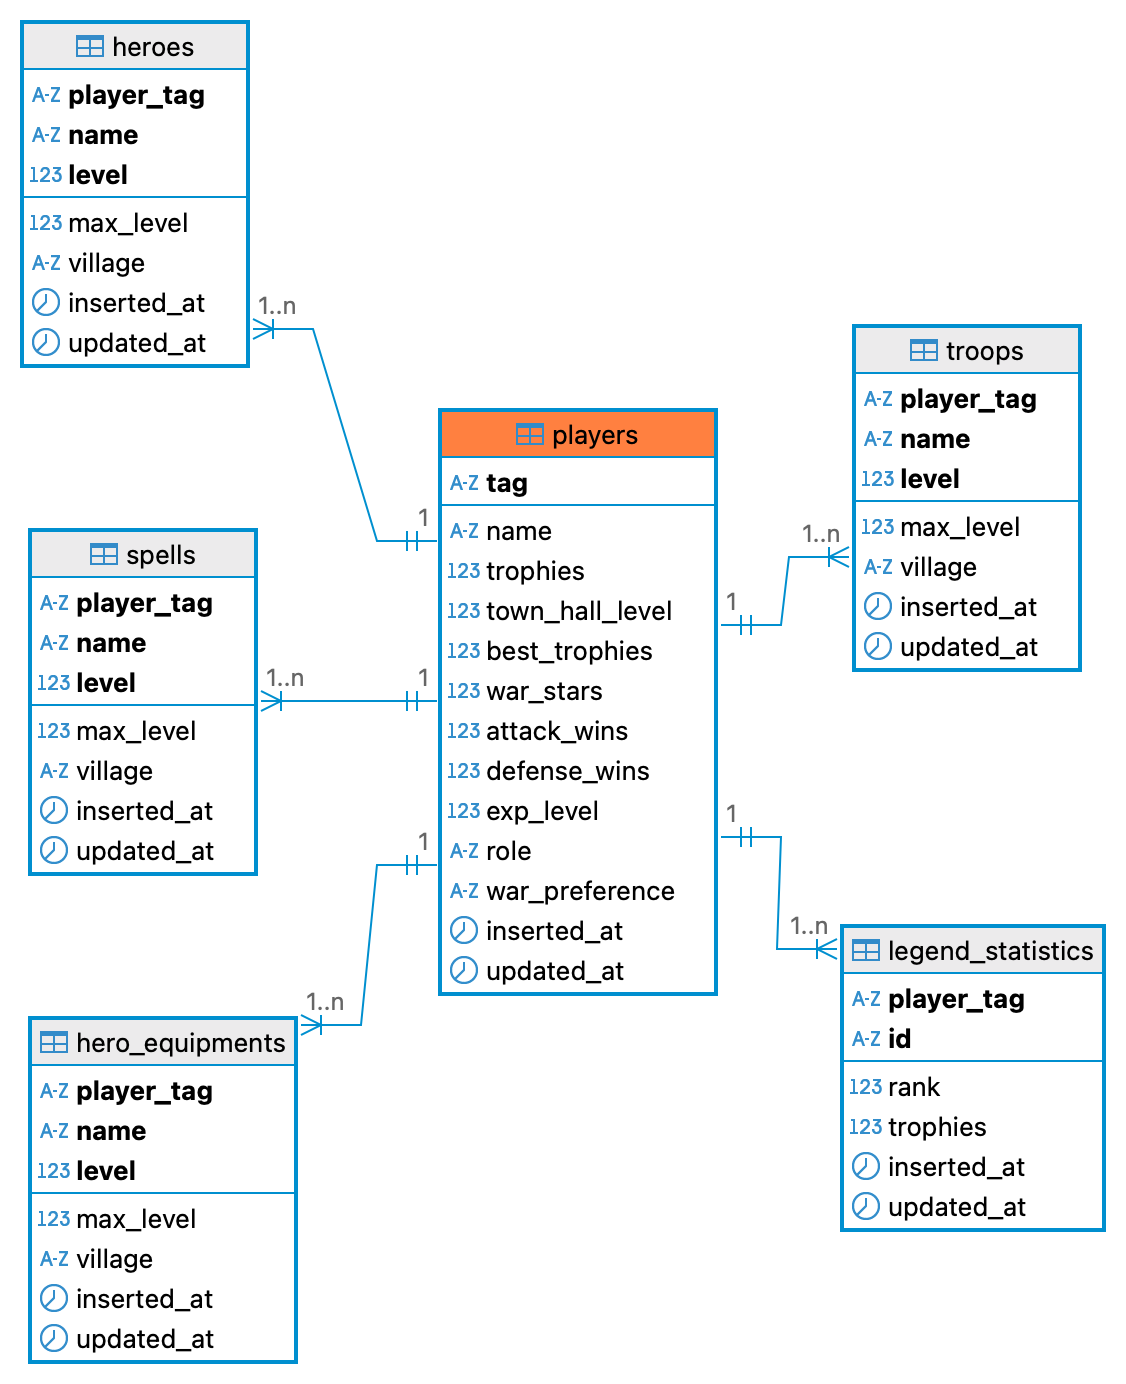 heroes
A-Z player_tag
A-Z name
123 level
123 max_level
A-Z village
inserted_at
updated_at
1..n
1
spells
A-Z player_tag
A-Z name
123 level
123 max_level
A-Z village
inserted_at
updated_at
1..n
1
hero_equipments
A-Z player_tag
A-Z name
123 level
123 max_level
A-Z village
inserted_at
updated_at
1..n
1
players
A-Z tag
A-Z name
123 trophies
123 town_hall_level
123 best_trophies
123 war_stars
123 attack_wins
123 defense_wins
123 exp_level
A-Z role
A-Z war_preference
inserted_at
updated_at
1
1..n
troops
A-Z player_tag
A-Z name
123 level
123 max_level
A-Z village
inserted_at
updated_at
1
1..n
legend_statistics
A-Z player_tag
A-Z id
123 rank
123 trophies
inserted_at
updated_at